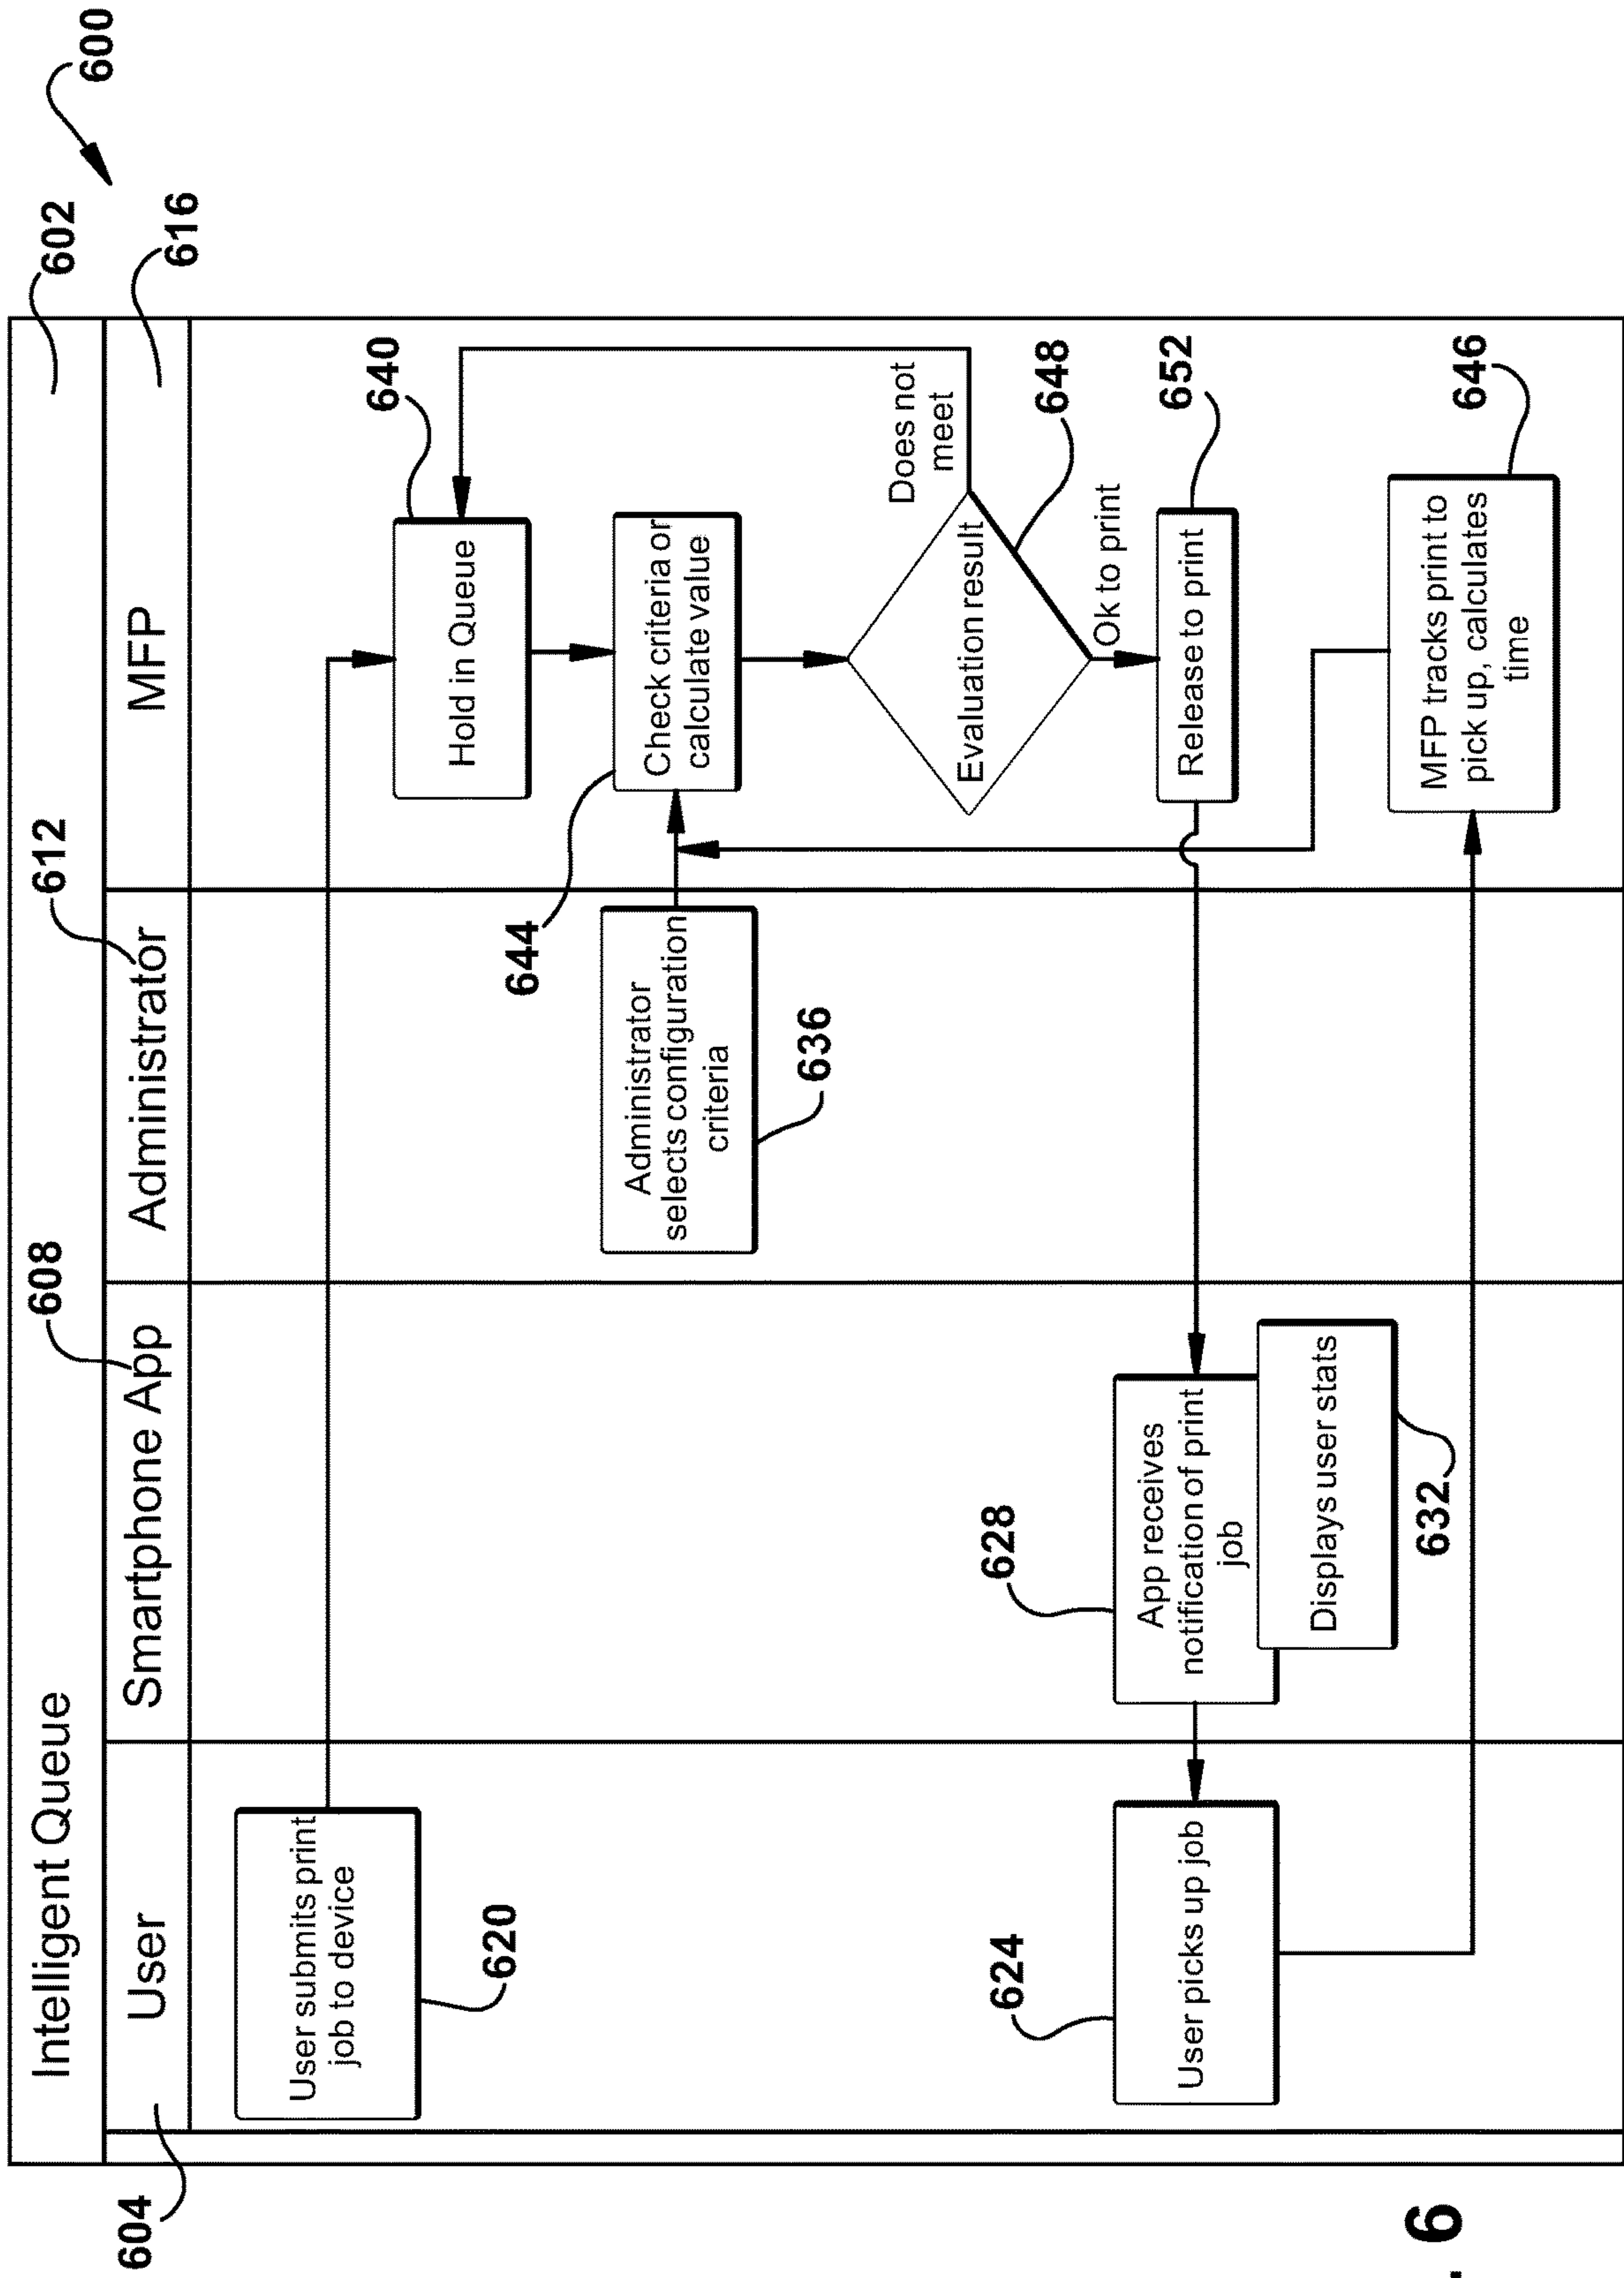 600
Intelligent Queue
602
604
User
608
Smartphone App
612
Administrator
616
MFP
User submits print
job to device
620
640
Hold in Queue
644
Check criteria or
calculate value
Administrator
selects configuration
criteria
636
Does not
meet
Evaluation result
648
Ok to print
652
Release to print
628
App receives
notification of print
job
Displays user stats
632
624
User picks up job
646
MFP tracks print to
pick up, calculates
time
. 6